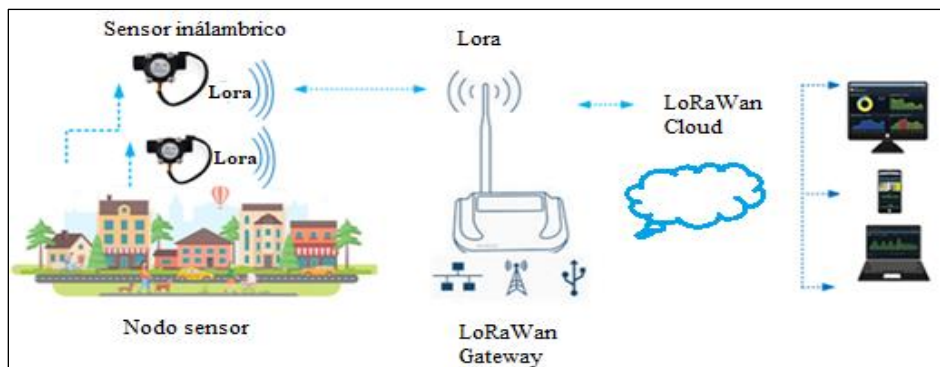 Sensor inálambrico
Lora
Lora
Nodo sensor
Lora
LoRaWan
Gateway
LoRaWan
Cloud